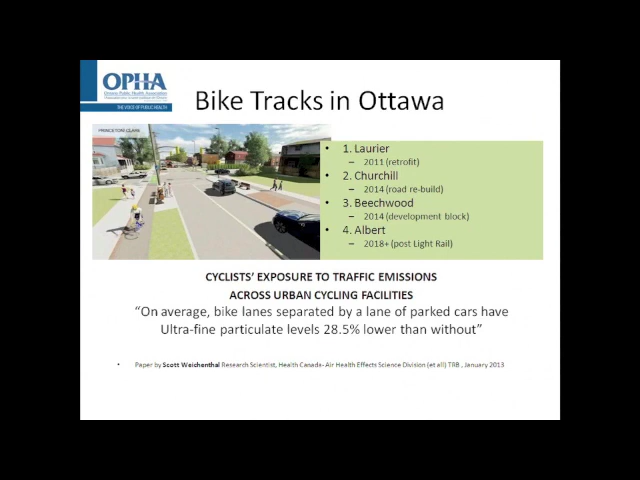 OPHA
Ontario Public Health Association
THE VOICE OF PUBLIC HEALTH
Bike Tracks in Ottawa
• 1. Laurier
– 2011 (retrofit)
• 2. Churchill
– 2014 (road re-build)
• 3. Beechwood
– 2014 (development block)
• 4. Albert
– 2018+ (post Light Rail)
CYCLISTS’ EXPOSURE TO TRAFFIC EMISSIONS
ACROSS URBAN CYCLING FACILITIES
“On average, bike lanes separated by a lane of parked cars have
Ultra-fine particulate levels 28.5% lower than without”
• Paper by Scott Weichenthal Research Scientist, Health Canada- Air Health Effects Science Division (et all) TRB , January 2013